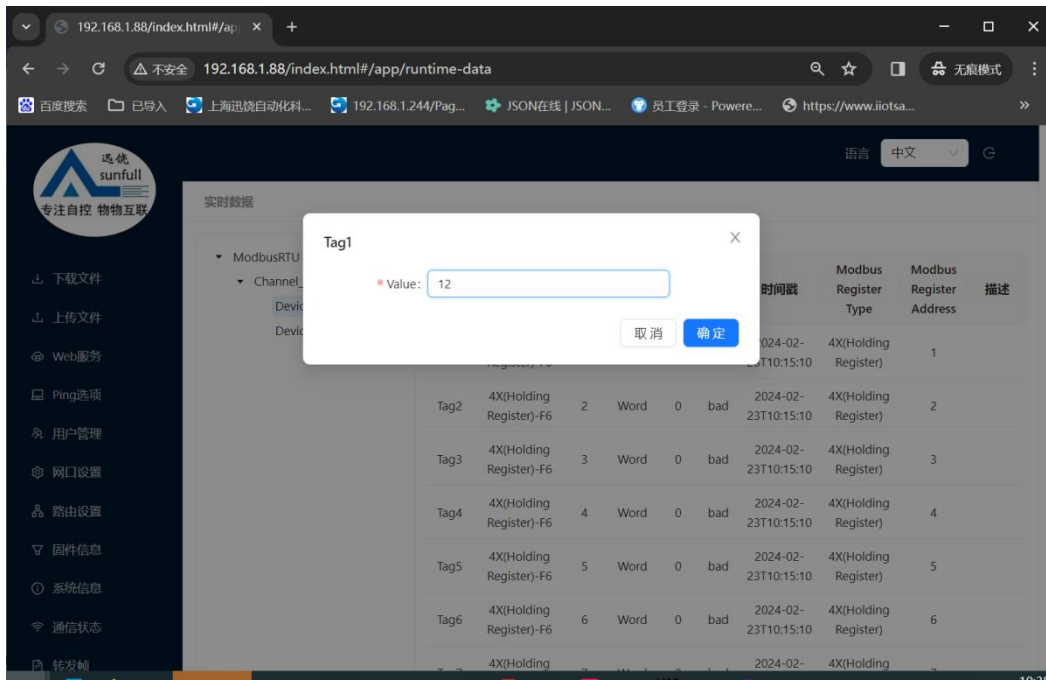 192.168.1.88/index.html#/ap
不安全
192.168.1.88/index.html#/app/runtime-data
无痕模式
百度搜索
已导入
上海迅饶自动化科...
192.168.1.244/Pag...
JSON在线 | JSON...
员工登录 - Powere...
https://www.iiotsa...
迅饶
sunfull
专注自控 物物互联
语言
中文
下载文件
上传文件
Web服务
Ping选项
用户管理
网口设置
路由设置
固件信息
系统信息
通信状态
转发帧
实时数据
ModbusRTU
Channel_
Devic
Devic
Tag1
* Value:
12
取 消
确 定
时间戳
Modbus
Register
Type
Modbus
Register
Address
描述
4X(Holding
Register)
1
Tag2
4X(Holding
Register)-F6
2
Word
0
bad
2024-02-
23T10:15:10
4X(Holding
Register)
2
Tag3
4X(Holding
Register)-F6
3
Word
0
bad
2024-02-
23T10:15:10
4X(Holding
Register)
3
Tag4
4X(Holding
Register)-F6
4
Word
0
bad
2024-02-
23T10:15:10
4X(Holding
Register)
4
Tag5
4X(Holding
Register)-F6
5
Word
0
bad
2024-02-
23T10:15:10
4X(Holding
Register)
5
Tag6
4X(Holding
Register)-F6
6
Word
0
bad
2024-02-
23T10:15:10
4X(Holding
Register)
6
4X(Holding
2024-02-
4X(Holding